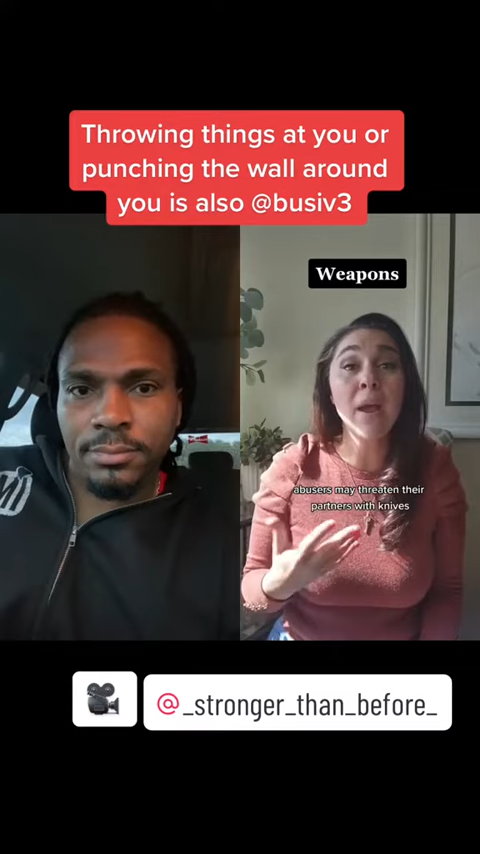 Throwing things at you or
punching the wall around
you is also @busiv3
Weapons
abusers may threaten their
partners with knives
@_stronger_than_before_